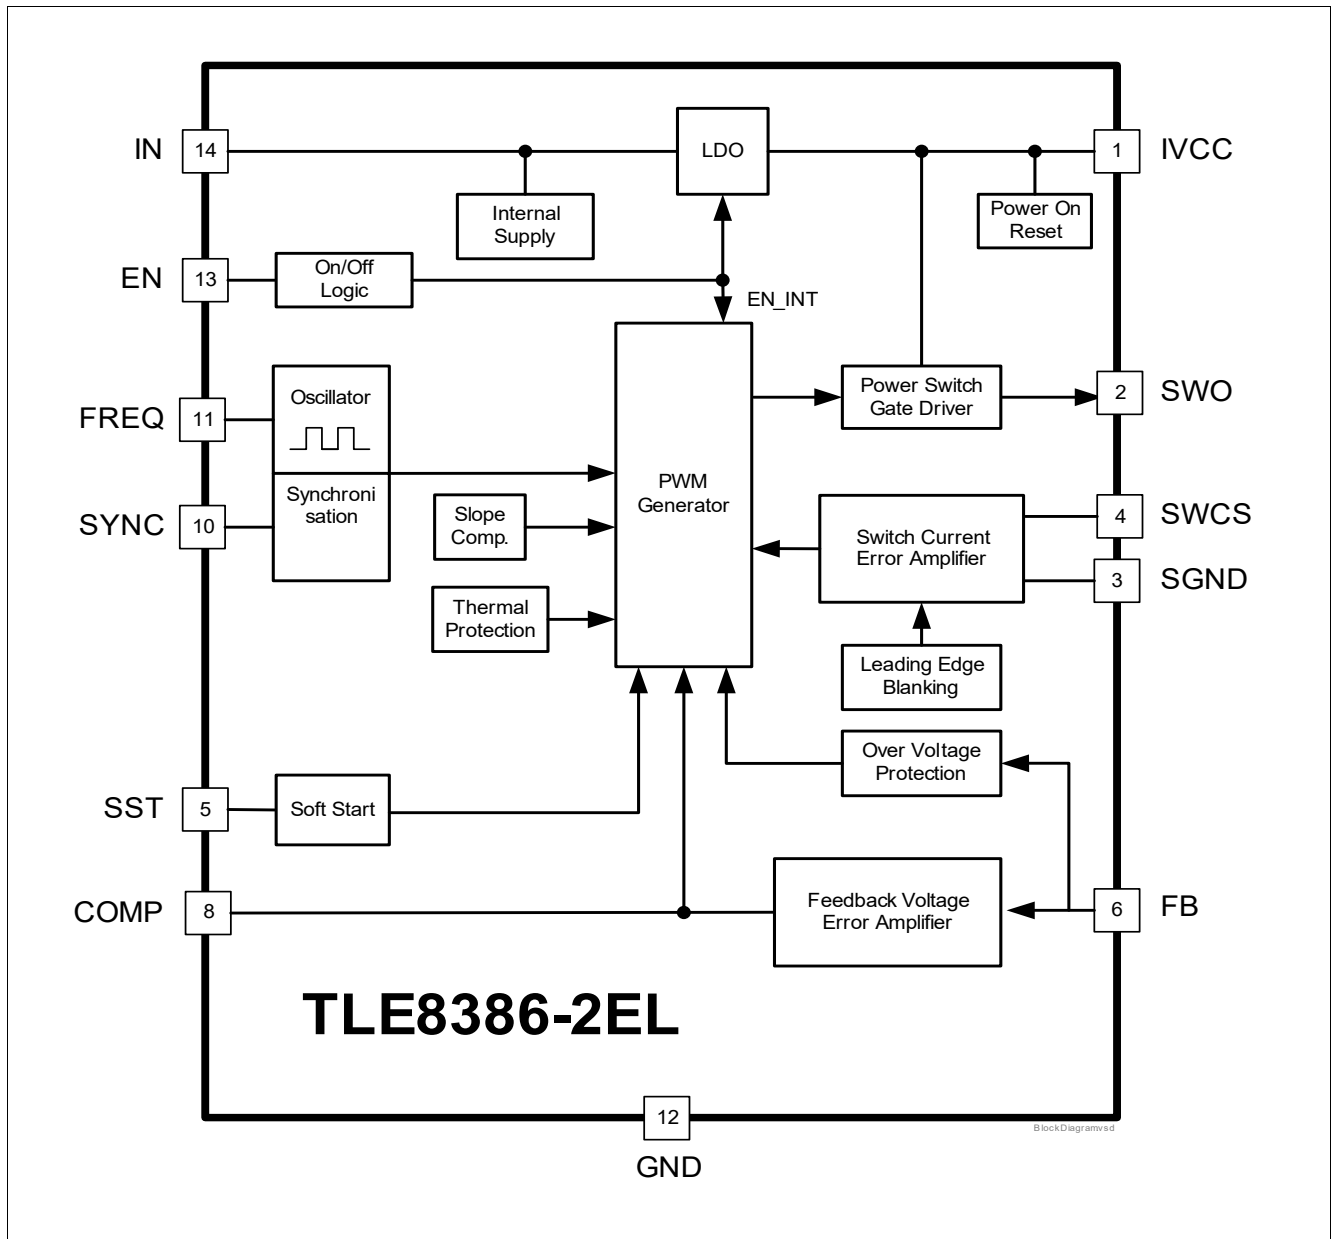 IN
14
LDO
1
IVCC
Internal
Supply
Power On
Reset
EN
13
On/Off
Logic
EN_INT
FREQ
11
Oscillator
Power Switch
Gate Driver
2
SWO
SYNC
10
Synchroni
sation
Slope
Comp.
PWM
Generator
Switch Current
Error Amplifier
4
SWCS
3
SGND
Thermal
Protection
Leading Edge
Blanking
Over Voltage
Protection
SST
5
Soft Start
COMP
8
Feedback Voltage
Error Amplifier
6
FB
TLE8386-2EL
12
BlockDiagramvsd
GND